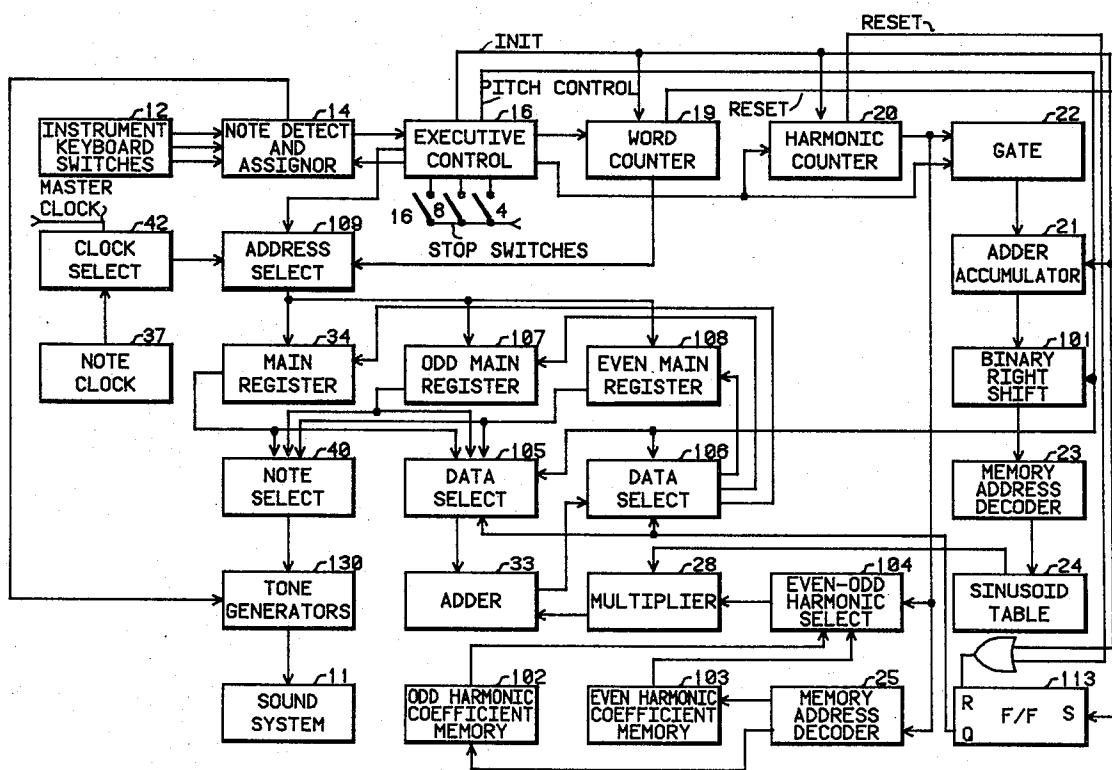 RESET
INIT
PITCH CONTROL
RESET
12
INSTRUMENT
KEYBOARD
SWITCHES
14
NOTE DETECT
AND
ASSIGNOR
16
EXECUTIVE
CONTROL
19
WORD
COUNTER
20
HARMONIC
COUNTER
22
GATE
MASTER
CLOCK
16 8 4
STOP SWITCHES
42
CLOCK
SELECT
109
ADDRESS
SELECT
21
ADDER
ACCUMULATOR
37
NOTE
CLOCK
34
MAIN
REGISTER
107
ODD MAIN
REGISTER
108
EVEN MAIN
REGISTER
101
BINARY
RIGHT
SHIFT
40
NOTE
SELECT
105
DATA
SELECT
106
DATA
SELECT
23
MEMORY
ADDRESS
DECODER
130
TONE
GENERATORS
33
ADDER
28
MULTIPLIER
104
EVEN-ODD
HARMONIC
SELECT
24
SINUSOID
TABLE
11
SOUND
SYSTEM
102
ODD HARMONIC
COEFFICIENT
MEMORY
103
EVEN HARMONIC
COEFFICIENT
MEMORY
25
MEMORY
ADDRESS
DECODER
113
R
F/F S
Q